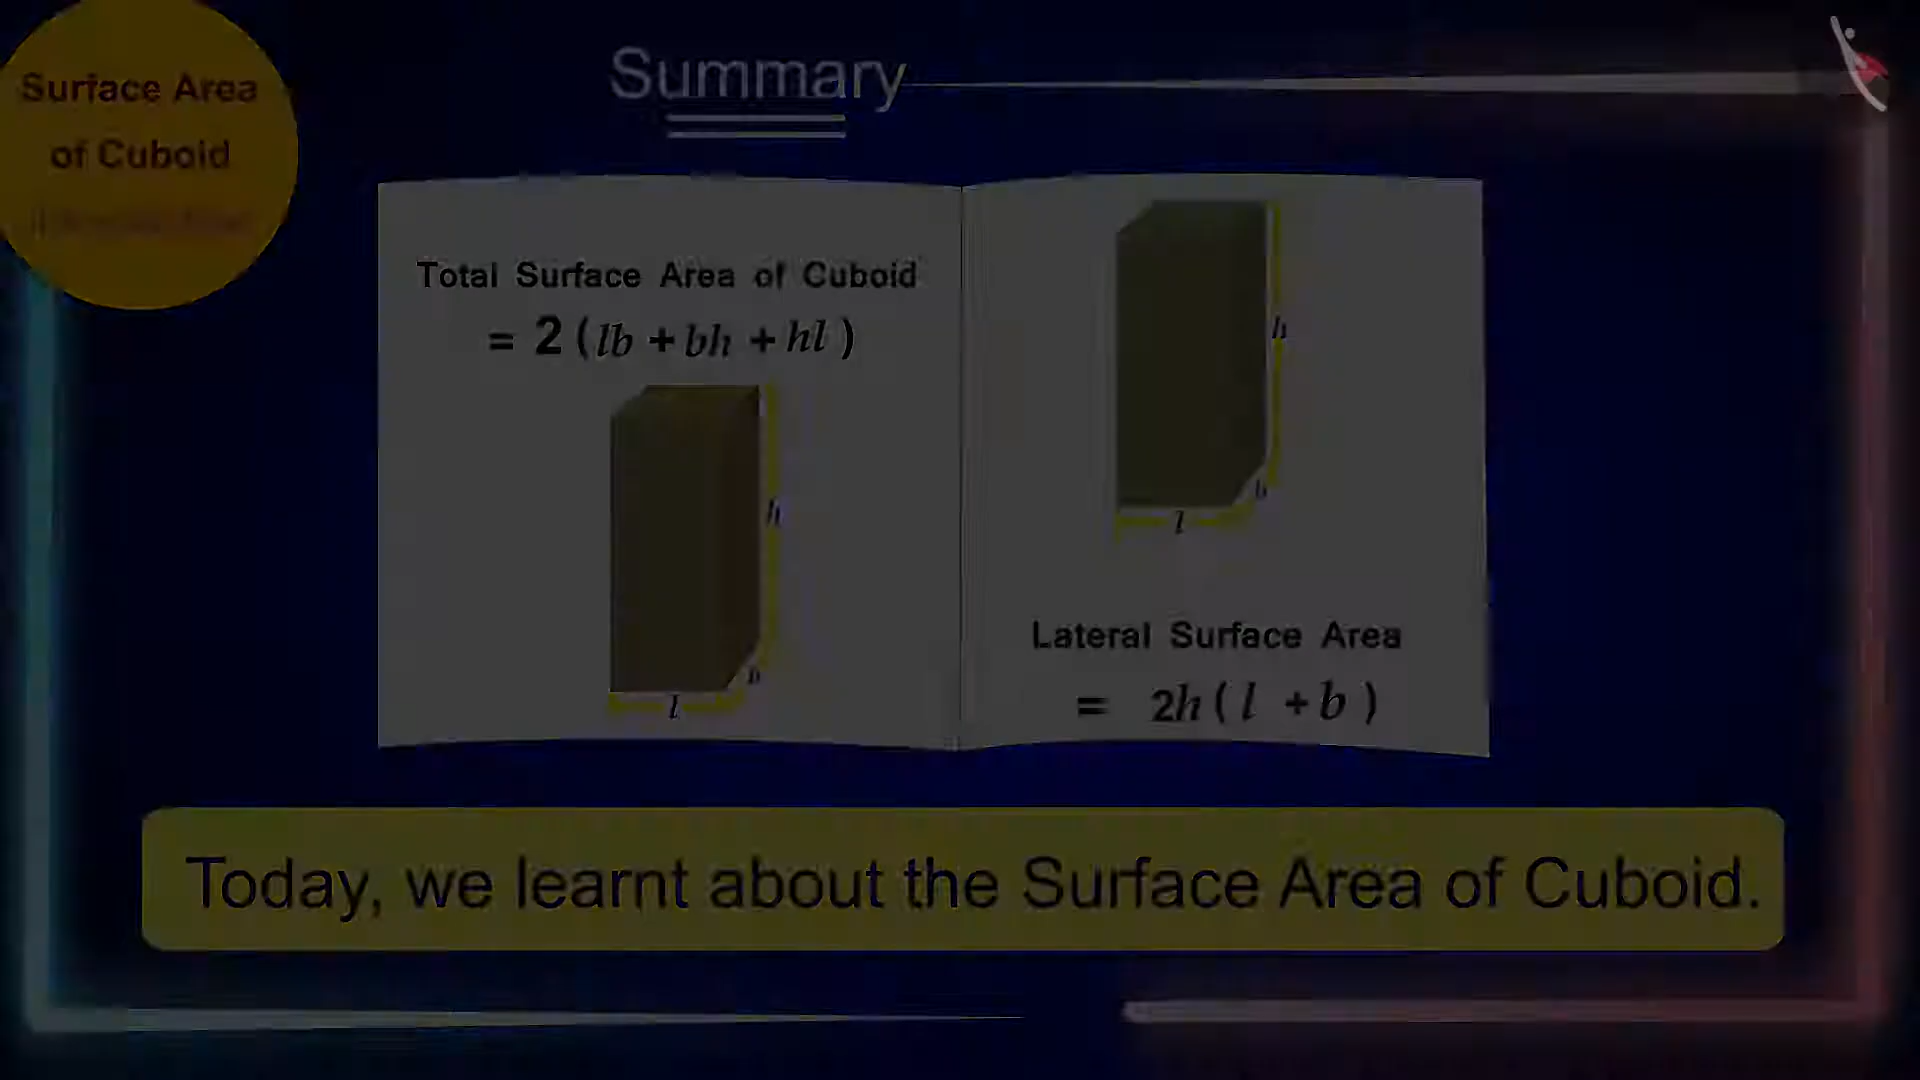 Surface Area
of Cuboid
Summary
Total Surface Area of Cuboid
= 2 ( lb + bh + hl )
h
b
l
h
b
l
Lateral Surface Area
= 2h ( l + b )
Today, we learnt about the Surface Area of Cuboid.